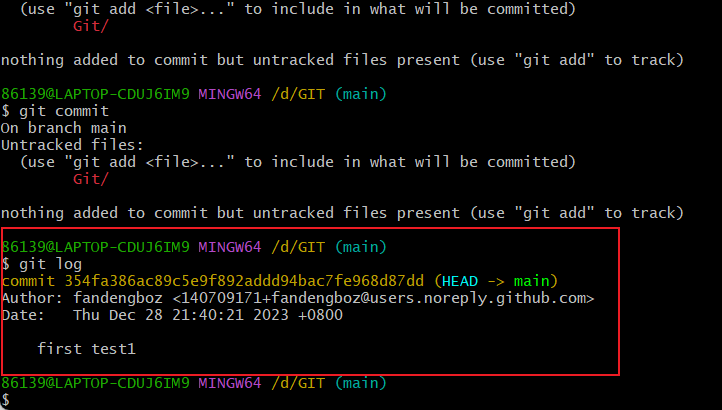 (use "git add <file>..." to include in what will be committed)
Git/
nothing added to commit but untracked files present (use "git add" to track)
86139@LAPTOP-CDUJ6IM9 MINGW64 /d/GIT (main)
$ git commit
On branch main
Untracked files:
(use "git add <file>..." to include in what will be committed)
Git/
nothing added to commit but untracked files present (use "git add" to track)
86139@LAPTOP-CDUJ6IM9 MINGW64 /d/GIT (main)
$ git log
commit 354fa386ac89c5e9f892addd94bac7fe968d87dd (HEAD -> main)
Author: fandengboz <140709171+fandengboz@users.noreply.github.com>
Date:   Thu Dec 28 21:40:21 2023 +0800
first test1
86139@LAPTOP-CDUJ6IM9 MINGW64 /d/GIT (main)
$